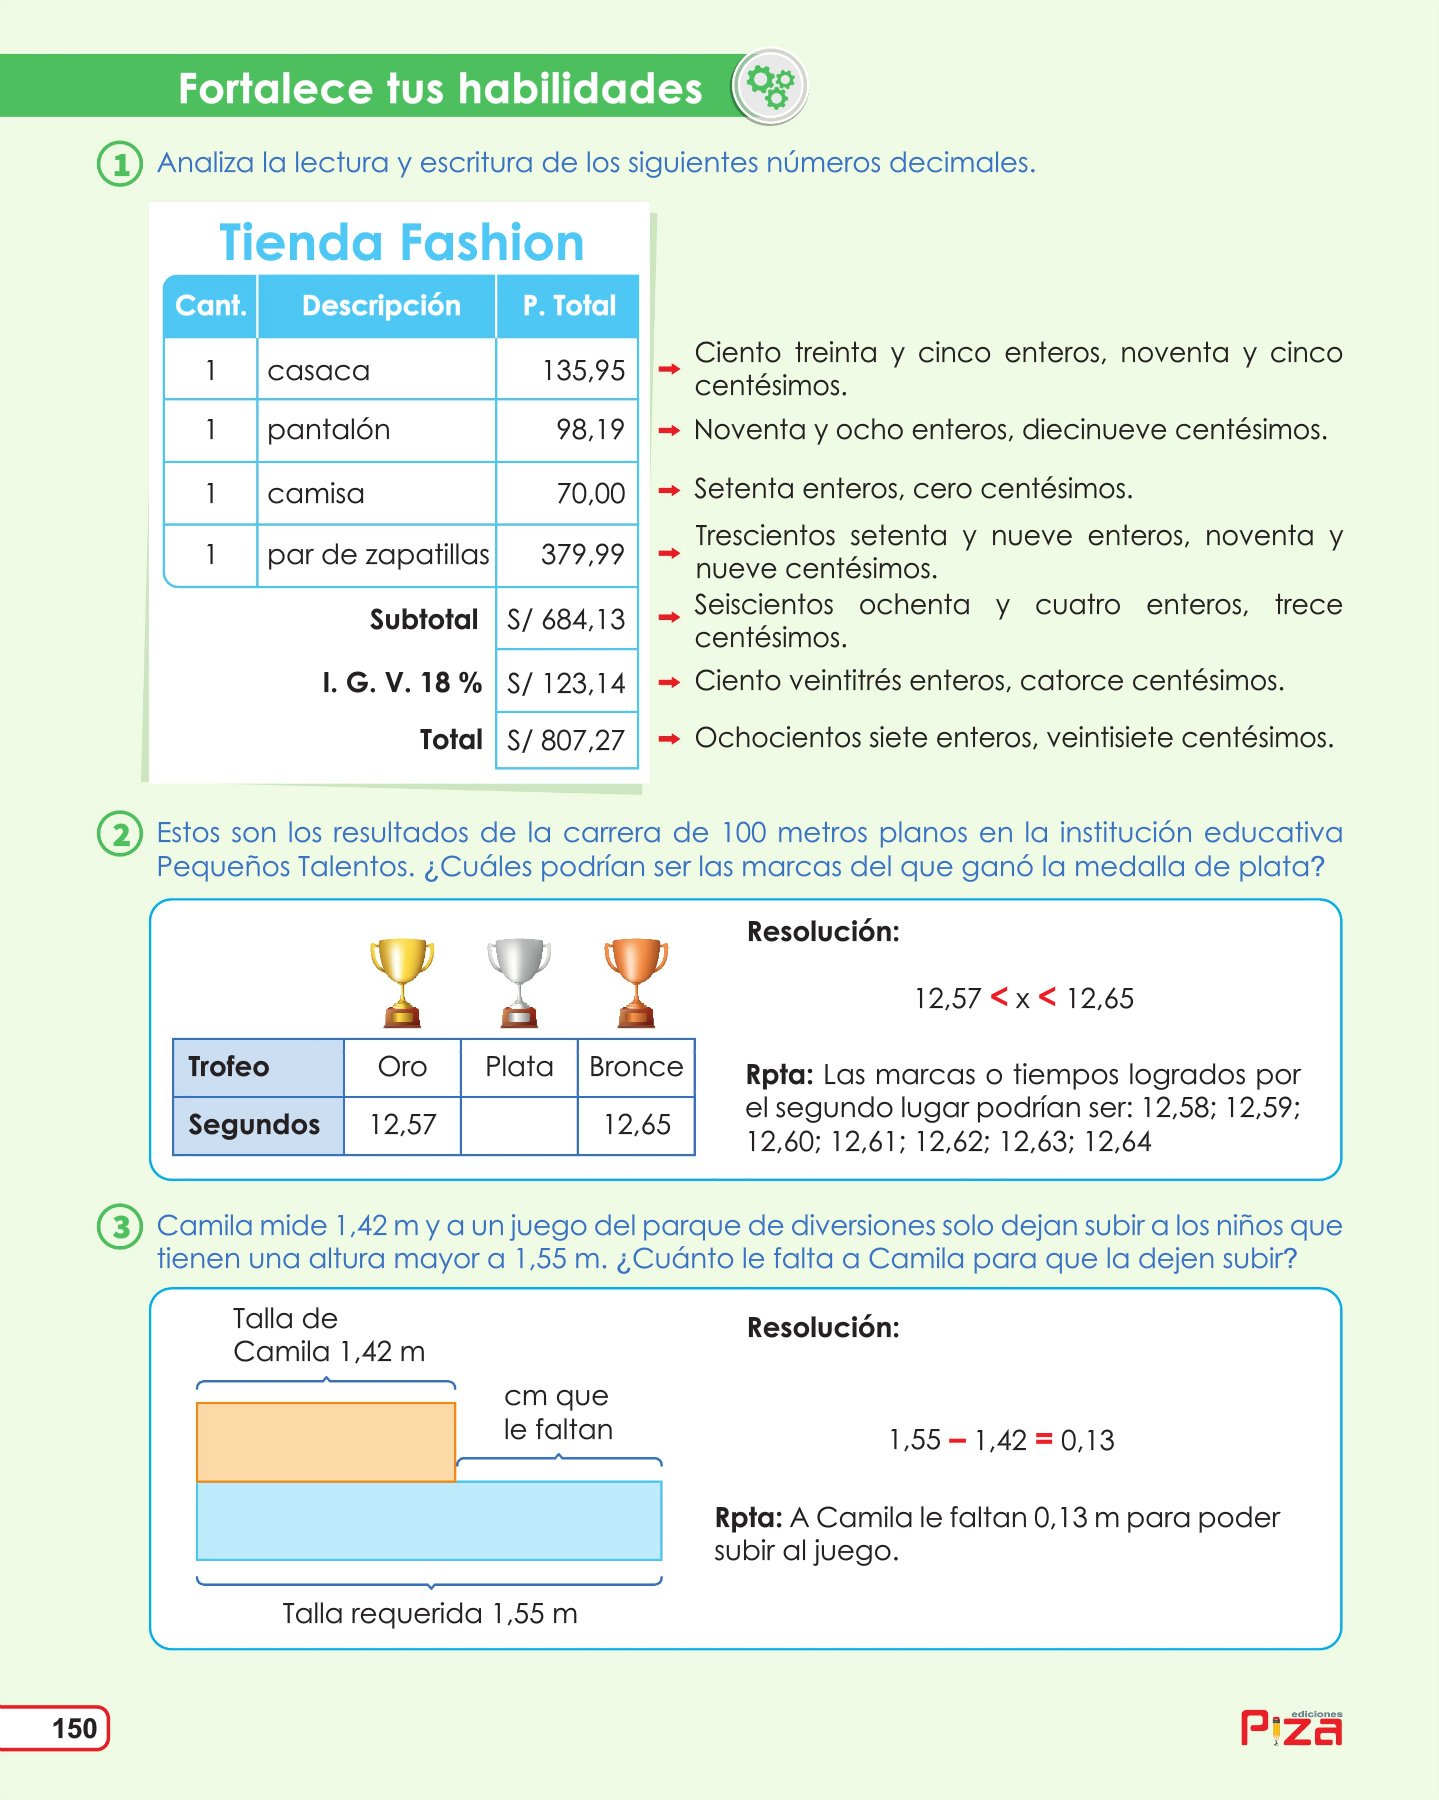 Fortalece tus habilidades
1 Analiza la lectura y escritura de los siguientes números decimales.
Tienda Fashion
Cant. Descripción P. Total
1 casaca 135,95 Ciento treinta y cinco enteros, noventa y cinco
centésimos.
1 pantalón 98,19 Noventa y ocho enteros, diecinueve centésimos.
1 camisa 70,00 Setenta enteros, cero centésimos.
1 par de zapatillas 379,99 Trescientos setenta y nueve enteros, noventa y
nueve centésimos.
Subtotal S/ 684,13 Seiscientos ochenta y cuatro enteros, trece
centésimos.
I. G. V. 18 % S/ 123,14 Ciento veintitrés enteros, catorce centésimos.
Total S/ 807,27 Ochocientos siete enteros, veintisiete centésimos.
2 Estos son los resultados de la carrera de 100 metros planos en la institución educativa
Pequeños Talentos. ¿Cuáles podrían ser las marcas del que ganó la medalla de plata?
Trofeo Oro Plata Bronce
Segundos 12,57 12,65
Resolución:
12,57 < x < 12,65
Rpta: Las marcas o tiempos logrados por
el segundo lugar podrían ser: 12,58; 12,59;
12,60; 12,61; 12,62; 12,63; 12,64
3 Camila mide 1,42 m y a un juego del parque de diversiones solo dejan subir a los niños que
tienen una altura mayor a 1,55 m. ¿Cuánto le falta a Camila para que la dejen subir?
Talla de
Camila 1,42 m
cm que
le faltan
Talla requerida 1,55 m
Resolución:
1,55 – 1,42 = 0,13
Rpta: A Camila le faltan 0,13 m para poder
subir al juego.
150
ediciones
Piza